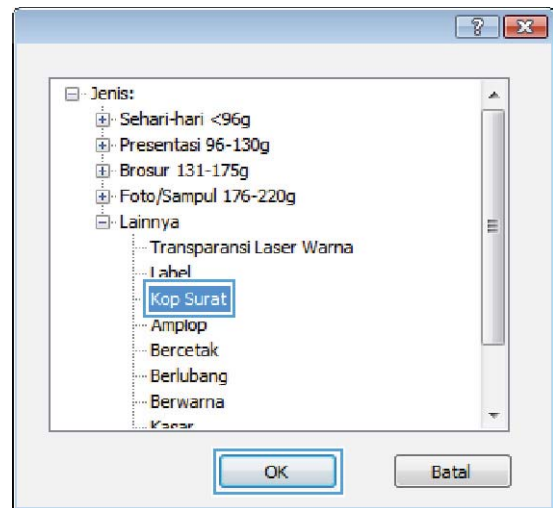 Jenis:
Sehari-hari <96g
Presentasi 96-130g
Brosur 131-175g
Foto/Sampul 176-220g
Lainnya
Transparansi Laser Warna
Label
Kop Surat
Amplop
Bercetak
Berlubang
Berwarna
Kasar
OK Batal